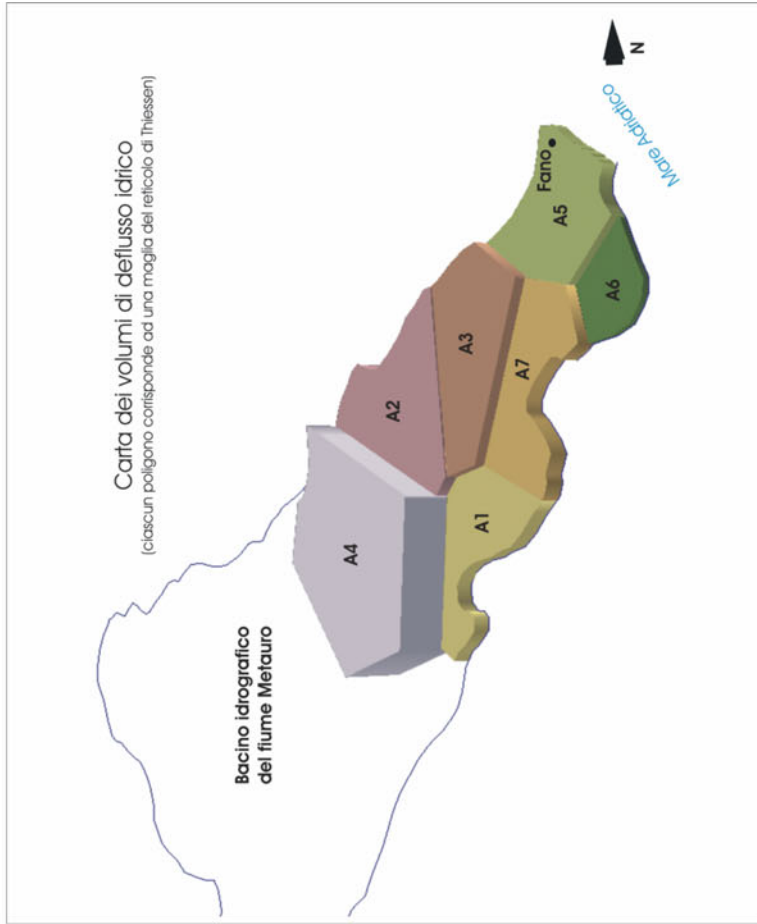 Carta dei volumi di deflusso idrico
(ciascun poligono corrisponde ad una maglia del reticolo di Thiessen)
A4
A2
A3
A5
Fano
N
Mare Adriatico
A1
A7
A6
Bacino idrografico
del fiume Metauro